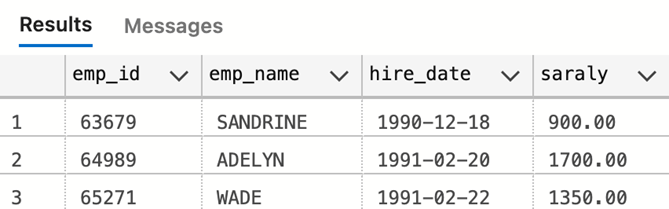 Results Messages
emp_id emp_name hire_date saraly
1 63679 SANDRINE 1990-12-18 900.00
2 64989 ADELYN 1991-02-20 1700.00
3 65271 WADE 1991-02-22 1350.00